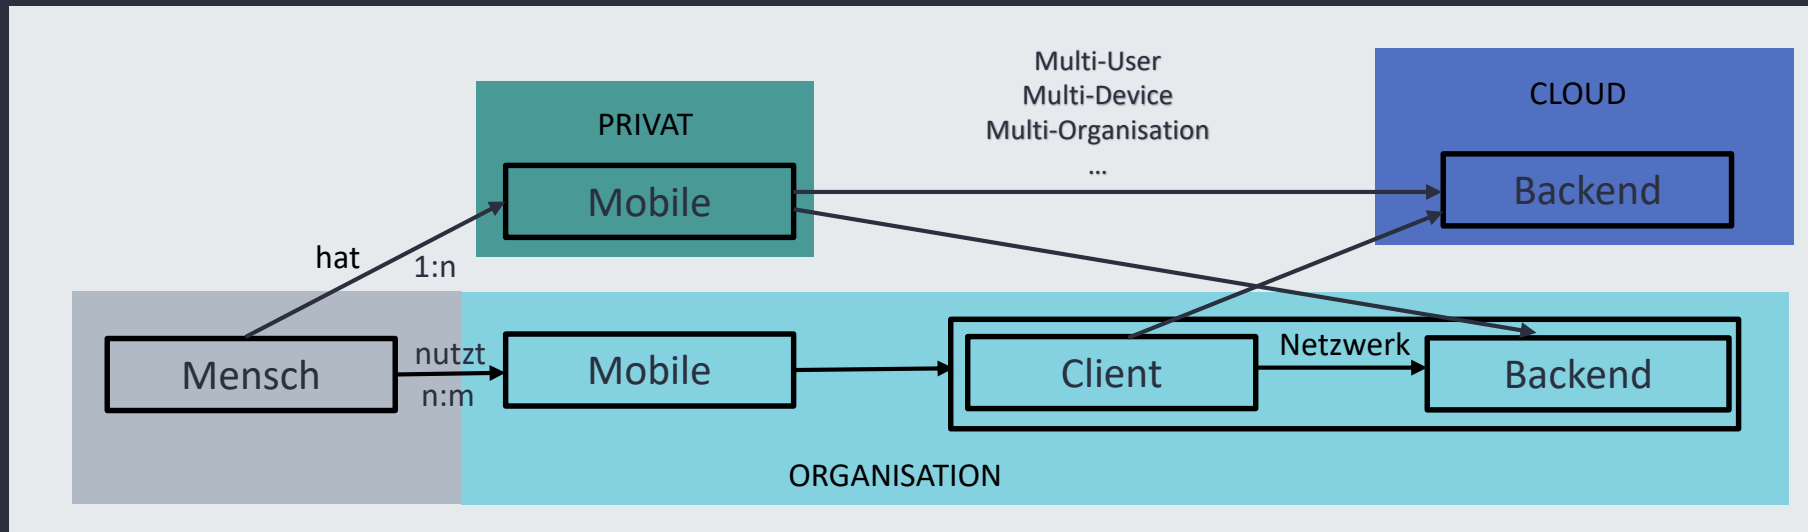 Multi-User
Multi-Device
Multi-Organisation
...
PRIVAT
CLOUD
Mobile
Backend
hat
1:n
Mensch
nutzt
n:m
Mobile
Client
Netzwerk
Backend
ORGANISATION